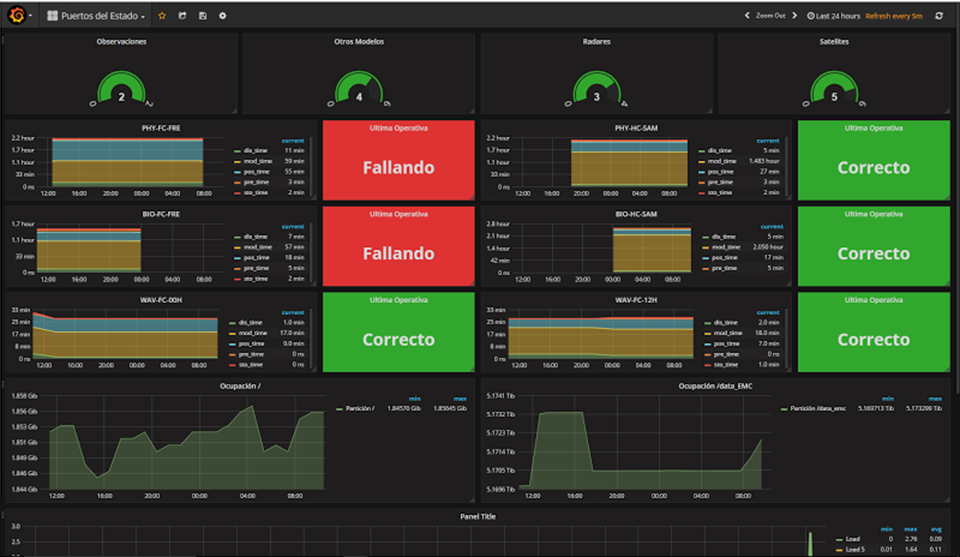 Puertos del Estado
Zoom Out
Last 24 hours
Refresh every 5m
Observaciones
0 2 2
Otros Modelos
0 4 6
Radares
0 3 4
Satelites
0 5 6
PHY-FC-FRE
2.2 hour
1.7 hour
1.1 hour
33 min
0 ns
12:00 16:00 20:00 00:00 04:00 08:00
current
dis_time 11 min
mod_time 59 min
pos_time 55 min
pre_time 3 min
sto_time 2 min
Ultima Operativa
Fallando
PHY-HC-SAM
2.2 hour
1.7 hour
1.1 hour
33 min
0 ns
12:00 16:00 20:00 00:00 04:00 08:00
current
dis_time 5 min
mod_time 1.483 hour
pos_time 27 min
pre_time 6 min
sto_time 2 min
Ultima Operativa
Correcto
BIO-FC-FRE
1.7 hour
1.1 hour
33 min
0 ns
12:00 16:00 20:00 00:00 04:00 08:00
current
dis_time 7 min
mod_time 57 min
pos_time 18 min
pre_time 5 min
sto_time 2 min
Ultima Operativa
Fallando
BIO-HC-SAM
2.8 hour
2.1 hour
1.4 hour
42 min
0 ns
12:00 16:00 20:00 00:00 04:00 08:00
current
dis_time 5 min
mod_time 2.050 hour
pos_time 17 min
pre_time 5 min
Ultima Operativa
Correcto
WAV-FC-00H
33 min
25 min
17 min
8 min
0 ns
12:00 16:00 20:00 00:00 04:00 08:00
current
dis_time 1.0 min
mod_time 17.0 min
pos_time 9.0 min
pre_time 0 ns
sto_time 0 ns
Ultima Operativa
Correcto
WAV-FC-12H
33 min
25 min
17 min
8 min
0 ns
12:00 16:00 20:00 00:00 04:00 08:00
current
dis_time 2.0 min
mod_time 18.0 min
pos_time 7.0 min
pre_time 0 ns
sto_time 1.0 min
Ultima Operativa
Correcto
Ocupación /
1.858 Gib
1.856 Gib
1.853 Gib
1.851 Gib
1.849 Gib
1.846 Gib
1.844 Gib
12:00 16:00 20:00 00:00 04:00 08:00
min max
Partición / 1.84570 Gib 1.85645 Gib
Ocupación /data_EMC
5.1741 Tib
5.1732 Tib
5.1723 Tib
5.1714 Tib
5.1705 Tib
5.1696 Tib
12:00 16:00 20:00 00:00 04:00 08:00
min max
Partición /data_emc 5.169713 Tib 5.173299 Tib
Panel Title
3.0
2.5
min max avg
Load 0 2.76 0.09
Load 5 0.01 1.64 0.11